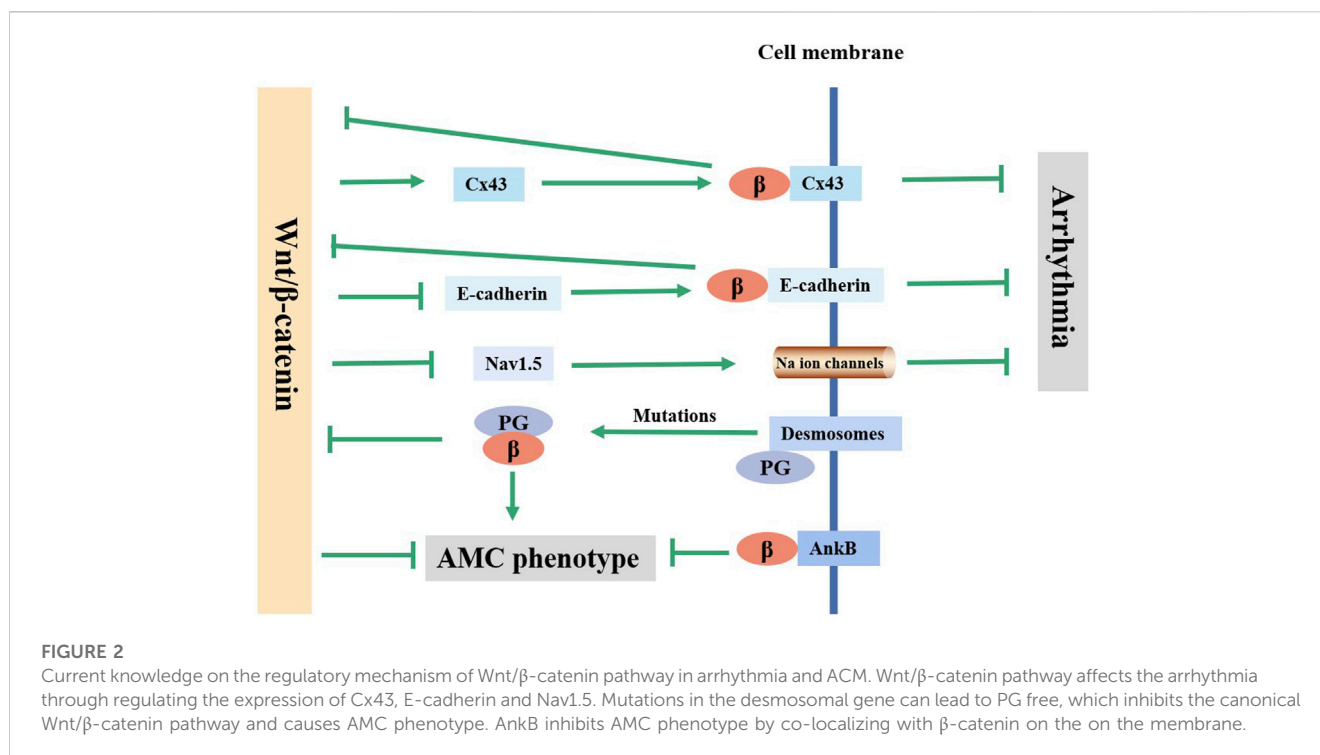 Cell membrane
Wnt/β-catenin
Cx43
β
Cx43
E-cadherin
β
E-cadherin
Nav1.5
Na ion channels
Arrhythmia
PG
β
Mutations
Desmosomes
PG
AMC phenotype
β
AnkB
FIGURE 2
Current knowledge on the regulatory mechanism of Wnt/β-catenin pathway in arrhythmia and ACM. Wnt/β-catenin pathway affects the arrhythmia
through regulating the expression of Cx43, E-cadherin and Nav1.5. Mutations in the desmosomal gene can lead to PG free, which inhibits the canonical
Wnt/β-catenin pathway and causes AMC phenotype. AnkB inhibits AMC phenotype by co-localizing with β-catenin on the on the membrane.